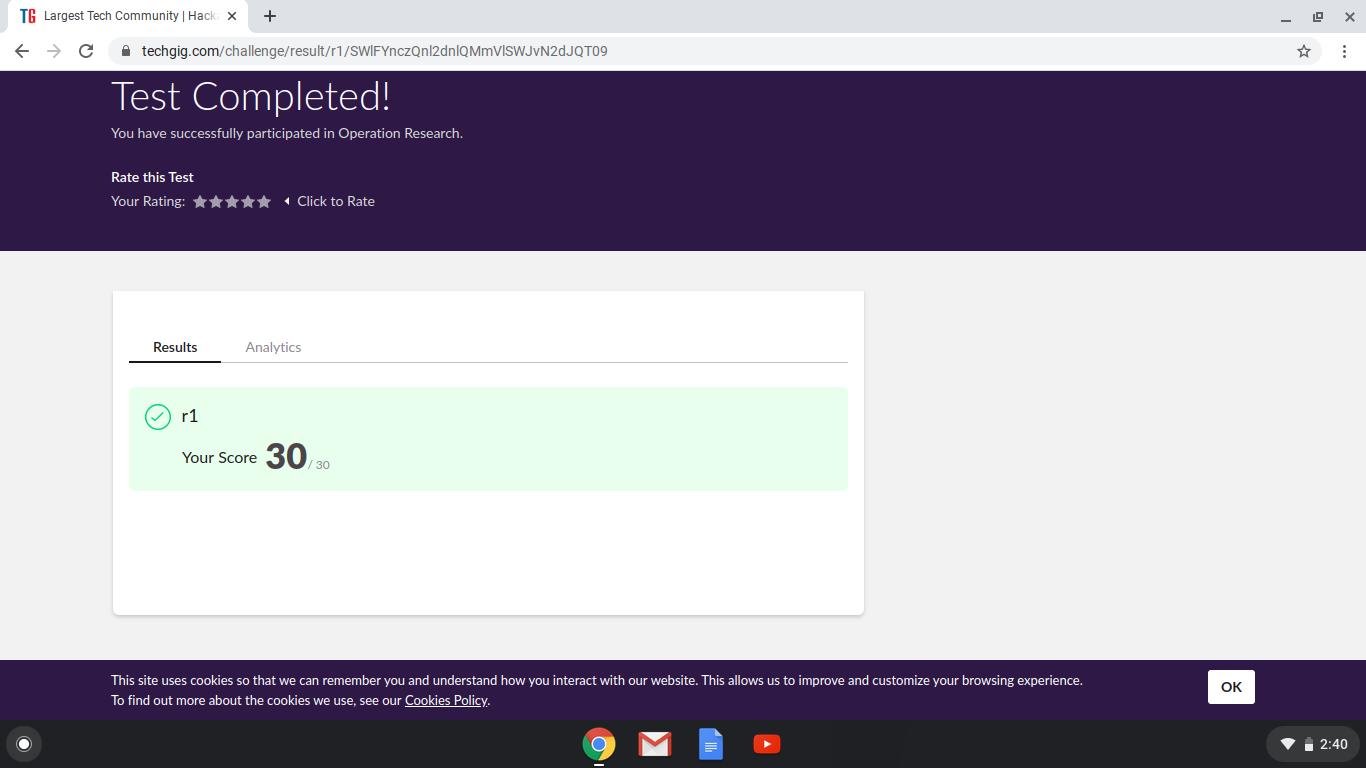 TG Largest Tech Community | Hack
techgig.com/challenge/result/r1/SWlFYnczQnl2dnlQMmVlSWJvN2dJQT09
Test Completed!
You have successfully participated in Operation Research.
Rate this Test
Your Rating: Click to Rate
Results Analytics
r1
Your Score 30 / 30
This site uses cookies so that we can remember you and understand how you interact with our website. This allows us to improve and customize your browsing experience.
To find out more about the cookies we use, see our Cookies Policy.
OK
2:40